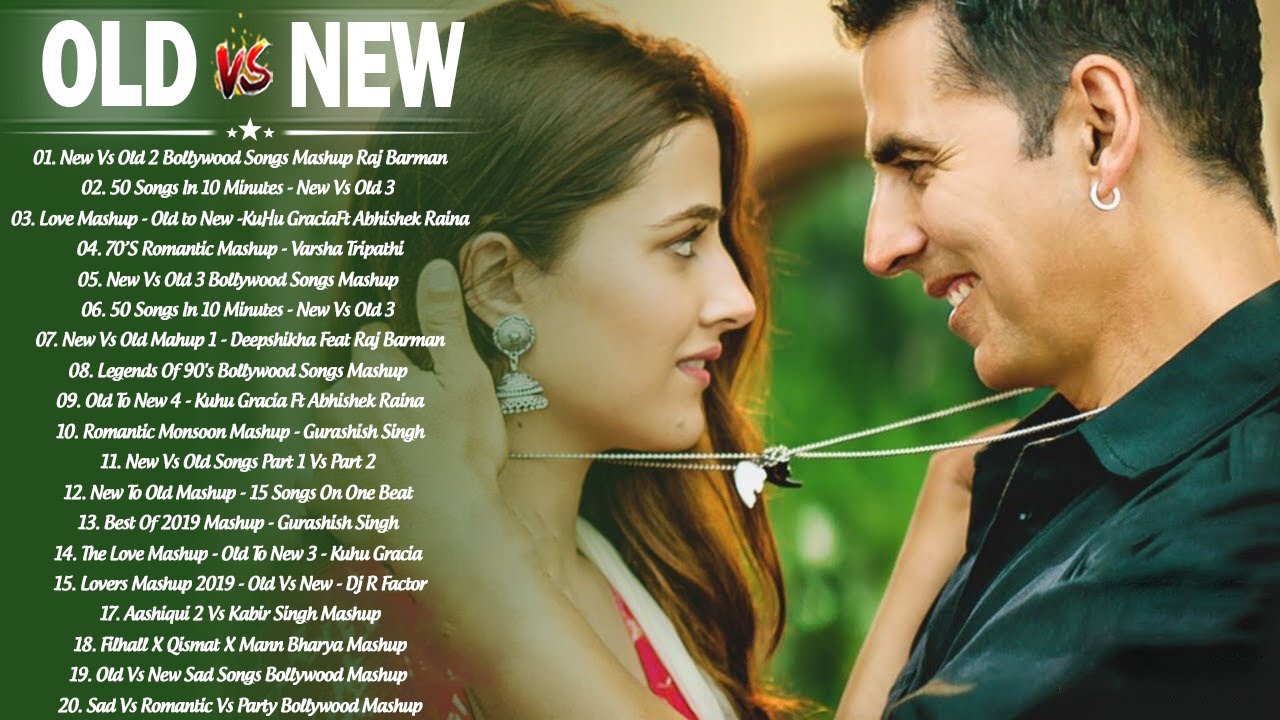 OLD VS NEW
01. New Vs Old 2 Bollywood Songs Mashup Raj Barman
02. 50 Songs In 10 Minutes - New Vs Old 3
03. Love Mashup - Old to New -KuHu GraciaFt Abhishek Raina
04. 70'S Romantic Mashup - Varsha Tripathi
05. New Vs Old 3 Bollywood Songs Mashup
06. 50 Songs In 10 Minutes - New Vs Old 3
07. New Vs Old Mahup 1 - Deepshikha Feat Raj Barman
08. Legends Of 90's Bollywood Songs Mashup
09. Old To New 4 - Kuhu Gracia Ft Abhishek Raina
10. Romantic Monsoon Mashup - Gurashish Singh
11. New Vs Old Songs Part 1 Vs Part 2
12. New To Old Mashup - 15 Songs On One Beat
13. Best Of 2019 Mashup - Gurashish Singh
14. The Love Mashup - Old To New 3 - Kuhu Gracia
15. Lovers Mashup 2019 - Old Vs New - Dj R Factor
17. Aashiqui 2 Vs Kabir Singh Mashup
18. Filhall X Qismat X Mann Bharya Mashup
19. Old Vs New Sad Songs Bollywood Mashup
20. Sad Vs Romantic Vs Party Bollywood Mashup